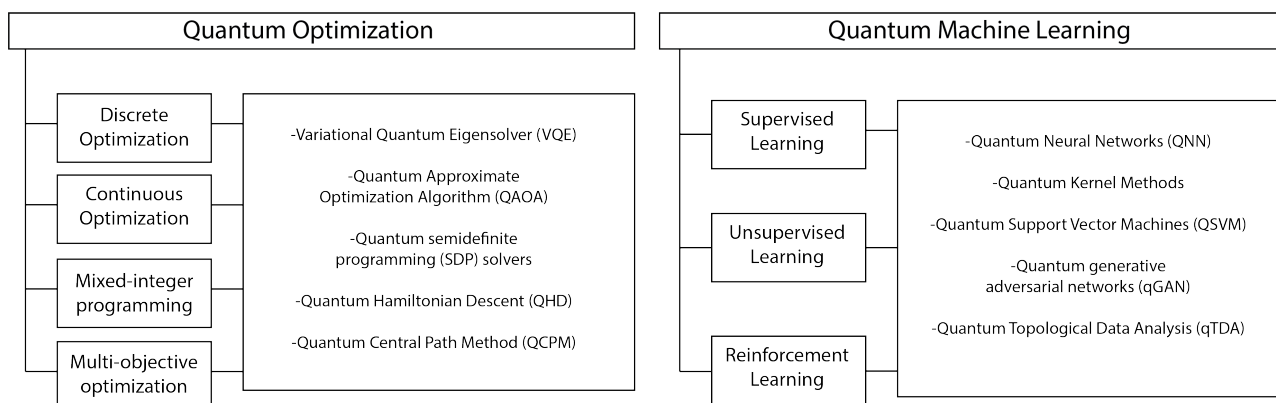 Quantum Optimization
Discrete
Optimization
Continuous
Optimization
Mixed-integer
programming
Multi-objective
optimization
-Variational Quantum Eigensolver (VQE)
-Quantum Approximate
Optimization Algorithm (QAOA)
-Quantum semidefinite
programming (SDP) solvers
-Quantum Hamiltonian Descent (QHD)
-Quantum Central Path Method (QCPM)
Quantum Machine Learning
Supervised
Learning
Unsupervised
Learning
Reinforcement
Learning
-Quantum Neural Networks (QNN)
-Quantum Kernel Methods
-Quantum Support Vector Machines (QSVM)
-Quantum generative
adversarial networks (qGAN)
-Quantum Topological Data Analysis (qTDA)